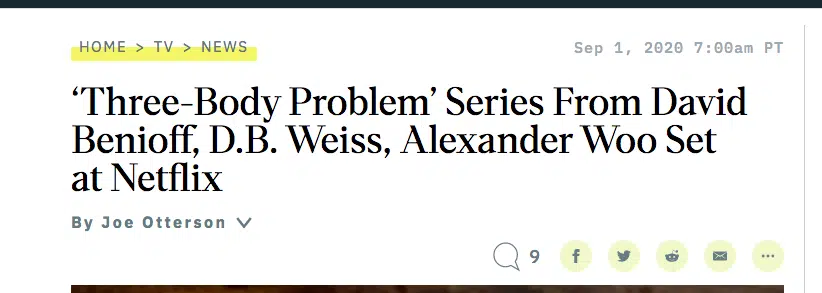 HOME > TV > NEWS
Sep 1, 2020 7:00am PT
‘Three-Body Problem’ Series From David
Benioff, D.B. Weiss, Alexander Woo Set
at Netflix
By Joe Otterson
9